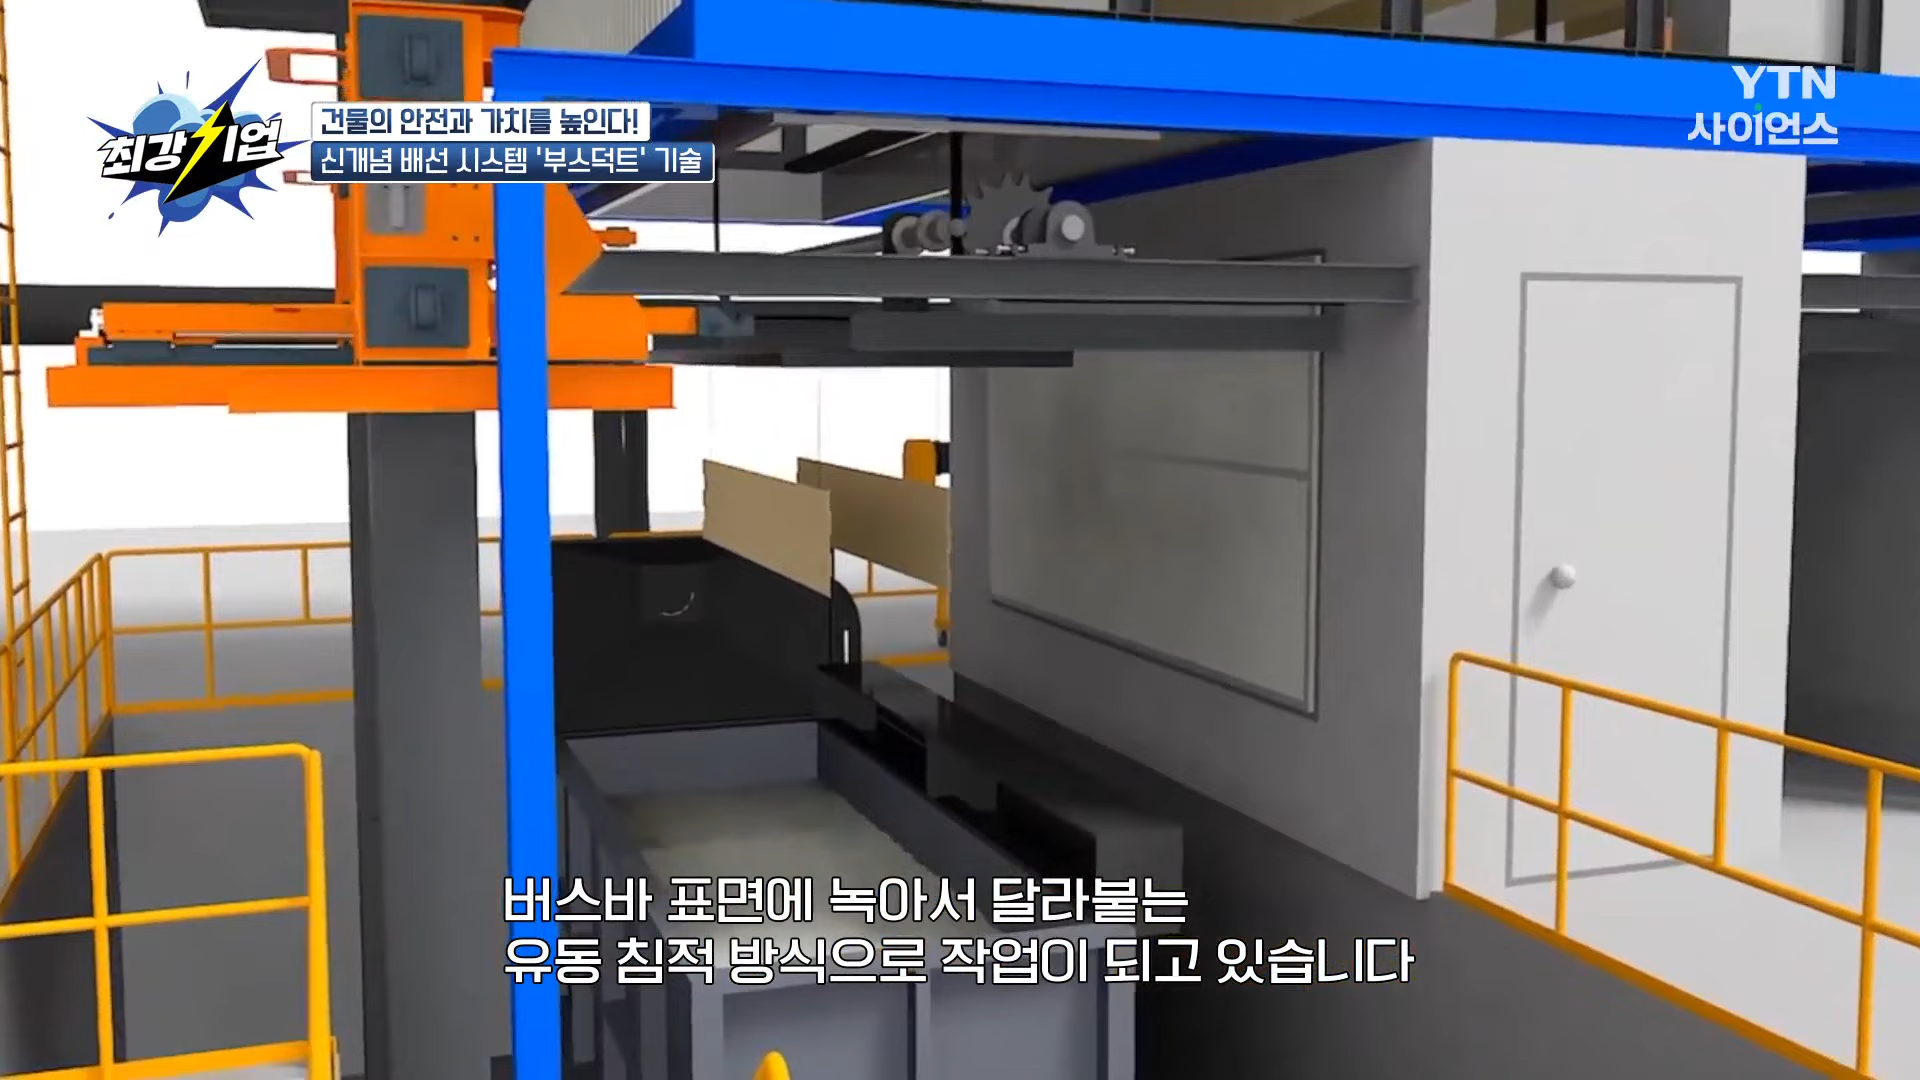 최강기업
건물의 안전과 가치를 높인다!
신개념 배선 시스템 '부스덕트' 기술
YTN
사이언스
버스바 표면에 녹아서 달라붙는
유동 침적 방식으로 작업이 되고 있습니다